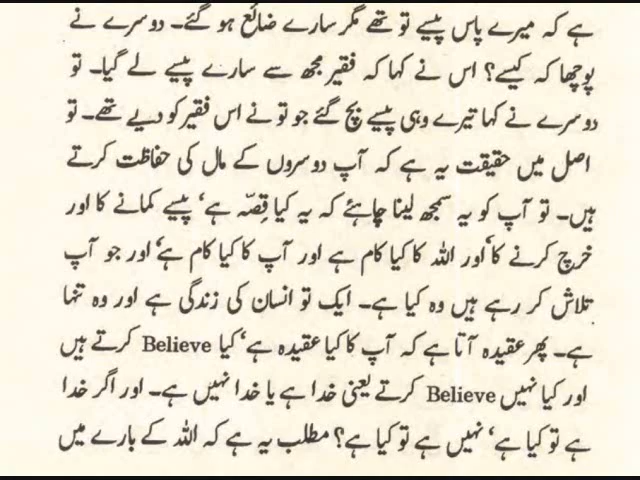 ہے کہ میرے پاس پیسے تو تھے مگر سارے ضائع ہو گئے۔ دوسرے نے
پوچھا کہ کیسے؟ اس نے کہا کہ فقیر مجھ سے سارے پیسے لے گیا۔ تو
دوسرے نے کہا تیرے وہی پیسے بچ گئے جو تو نے اس فقیر کو دیے تھے۔ تو
اصل میں حقیقت یہ ہے کہ آپ دوسروں کے مال کی حفاظت کرتے
ہیں۔ تو آپ کو یہ سمجھ لینا چاہئے کہ یہ کیا قِصّہ ہے‘ پیسے کمانے کا اور
خرچ کرنے کا‘ اور اللہ کا کیا کام ہے اور آپ کا کیا کام ہے‘ اور جو آپ
تلاش کر رہے ہیں وہ کیا ہے۔ ایک تو انسان کی زندگی ہے اور وہ تنہا
ہے۔ پھر عقیدہ آتا ہے کہ آپ کا کیا عقیدہ ہے‘ کیا Believe کرتے ہیں
اور کیا نہیں Believe کرتے یعنی خدا ہے یا خدا نہیں ہے۔ اور اگر خدا
ہے تو کیا ہے‘ نہیں ہے تو کیا ہے؟ مطلب یہ ہے کہ اللہ کے بارے میں